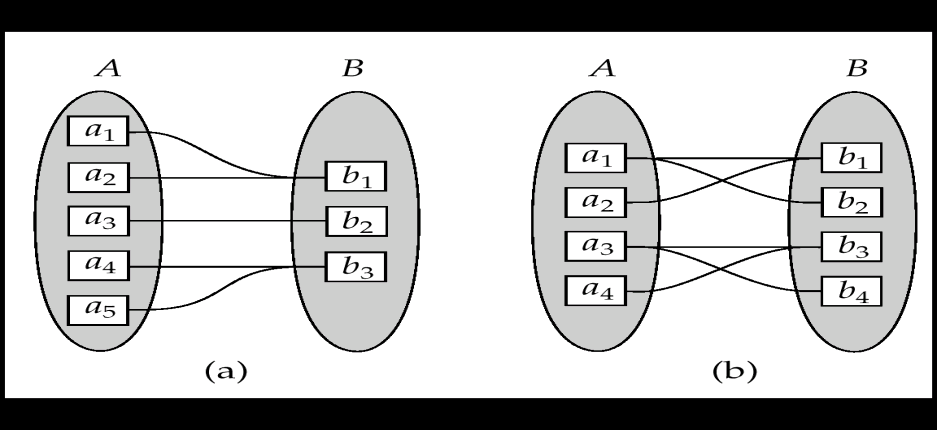 A B
a₁
a₂
a₃
a₄
a₅
b₁
b₂
b₃
(a)
A B
a₁
a₂
a₃
a₄
b₁
b₂
b₃
b₄
(b)